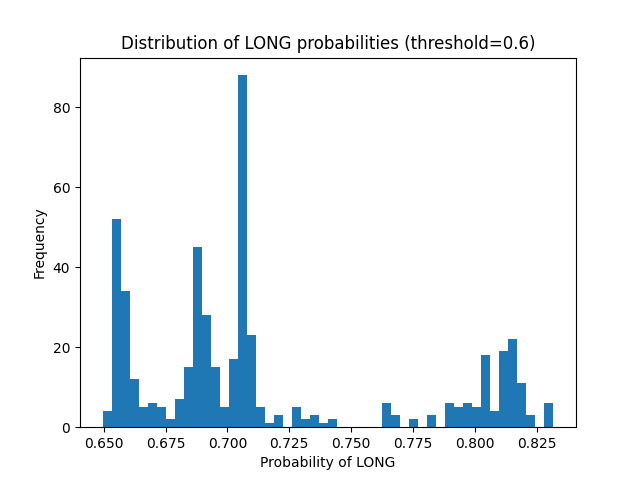 Distribution of LONG probabilities (threshold=0.6)
80
60
40
20
0
Frequency
0.650 0.675 0.700 0.725 0.750 0.775 0.800 0.825
Probability of LONG